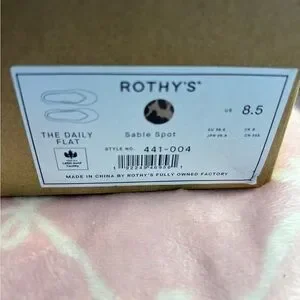 ROTHY'S
US 8.5
THE DAILY
FLAT
Sable Spot
STYLE NO. 441-004
MADE IN CHINA BY ROTHY'S FULLY OWNED FACTORY